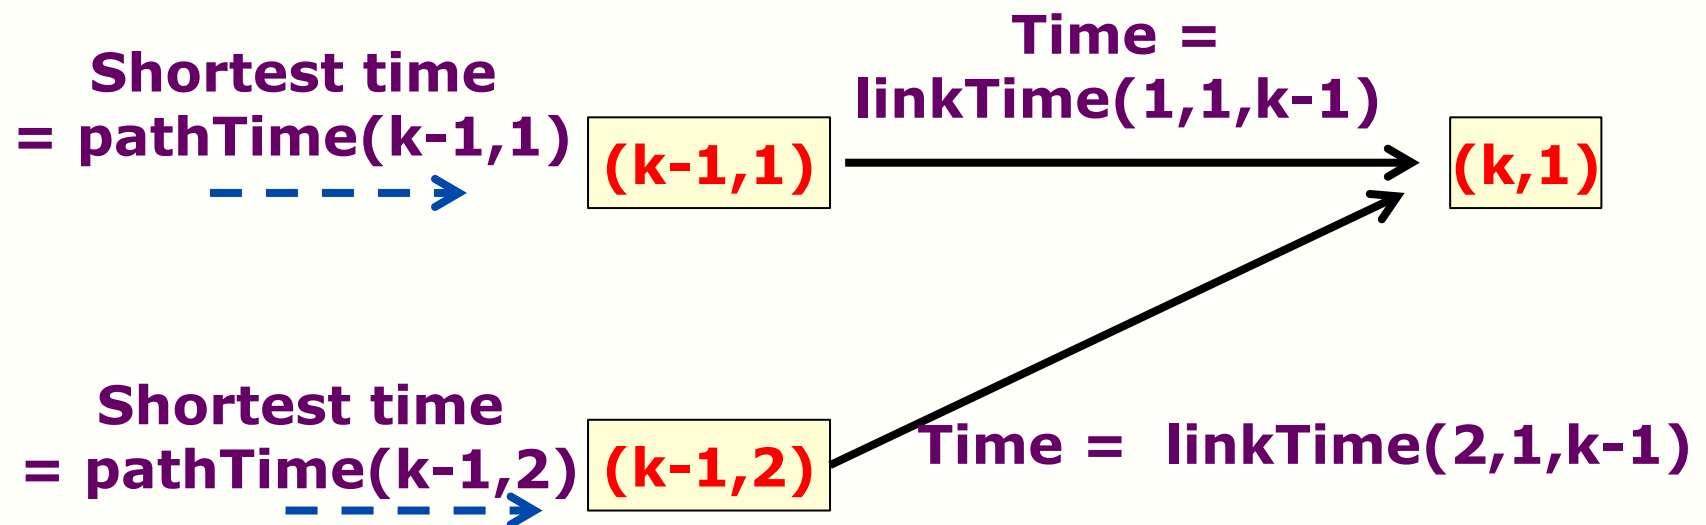 Shortest time
= pathTime(k-1,1)
(k-1,1)
Time =
linkTime(1,1,k-1)
(k,1)
Shortest time
= pathTime(k-1,2)
(k-1,2)
Time = linkTime(2,1,k-1)